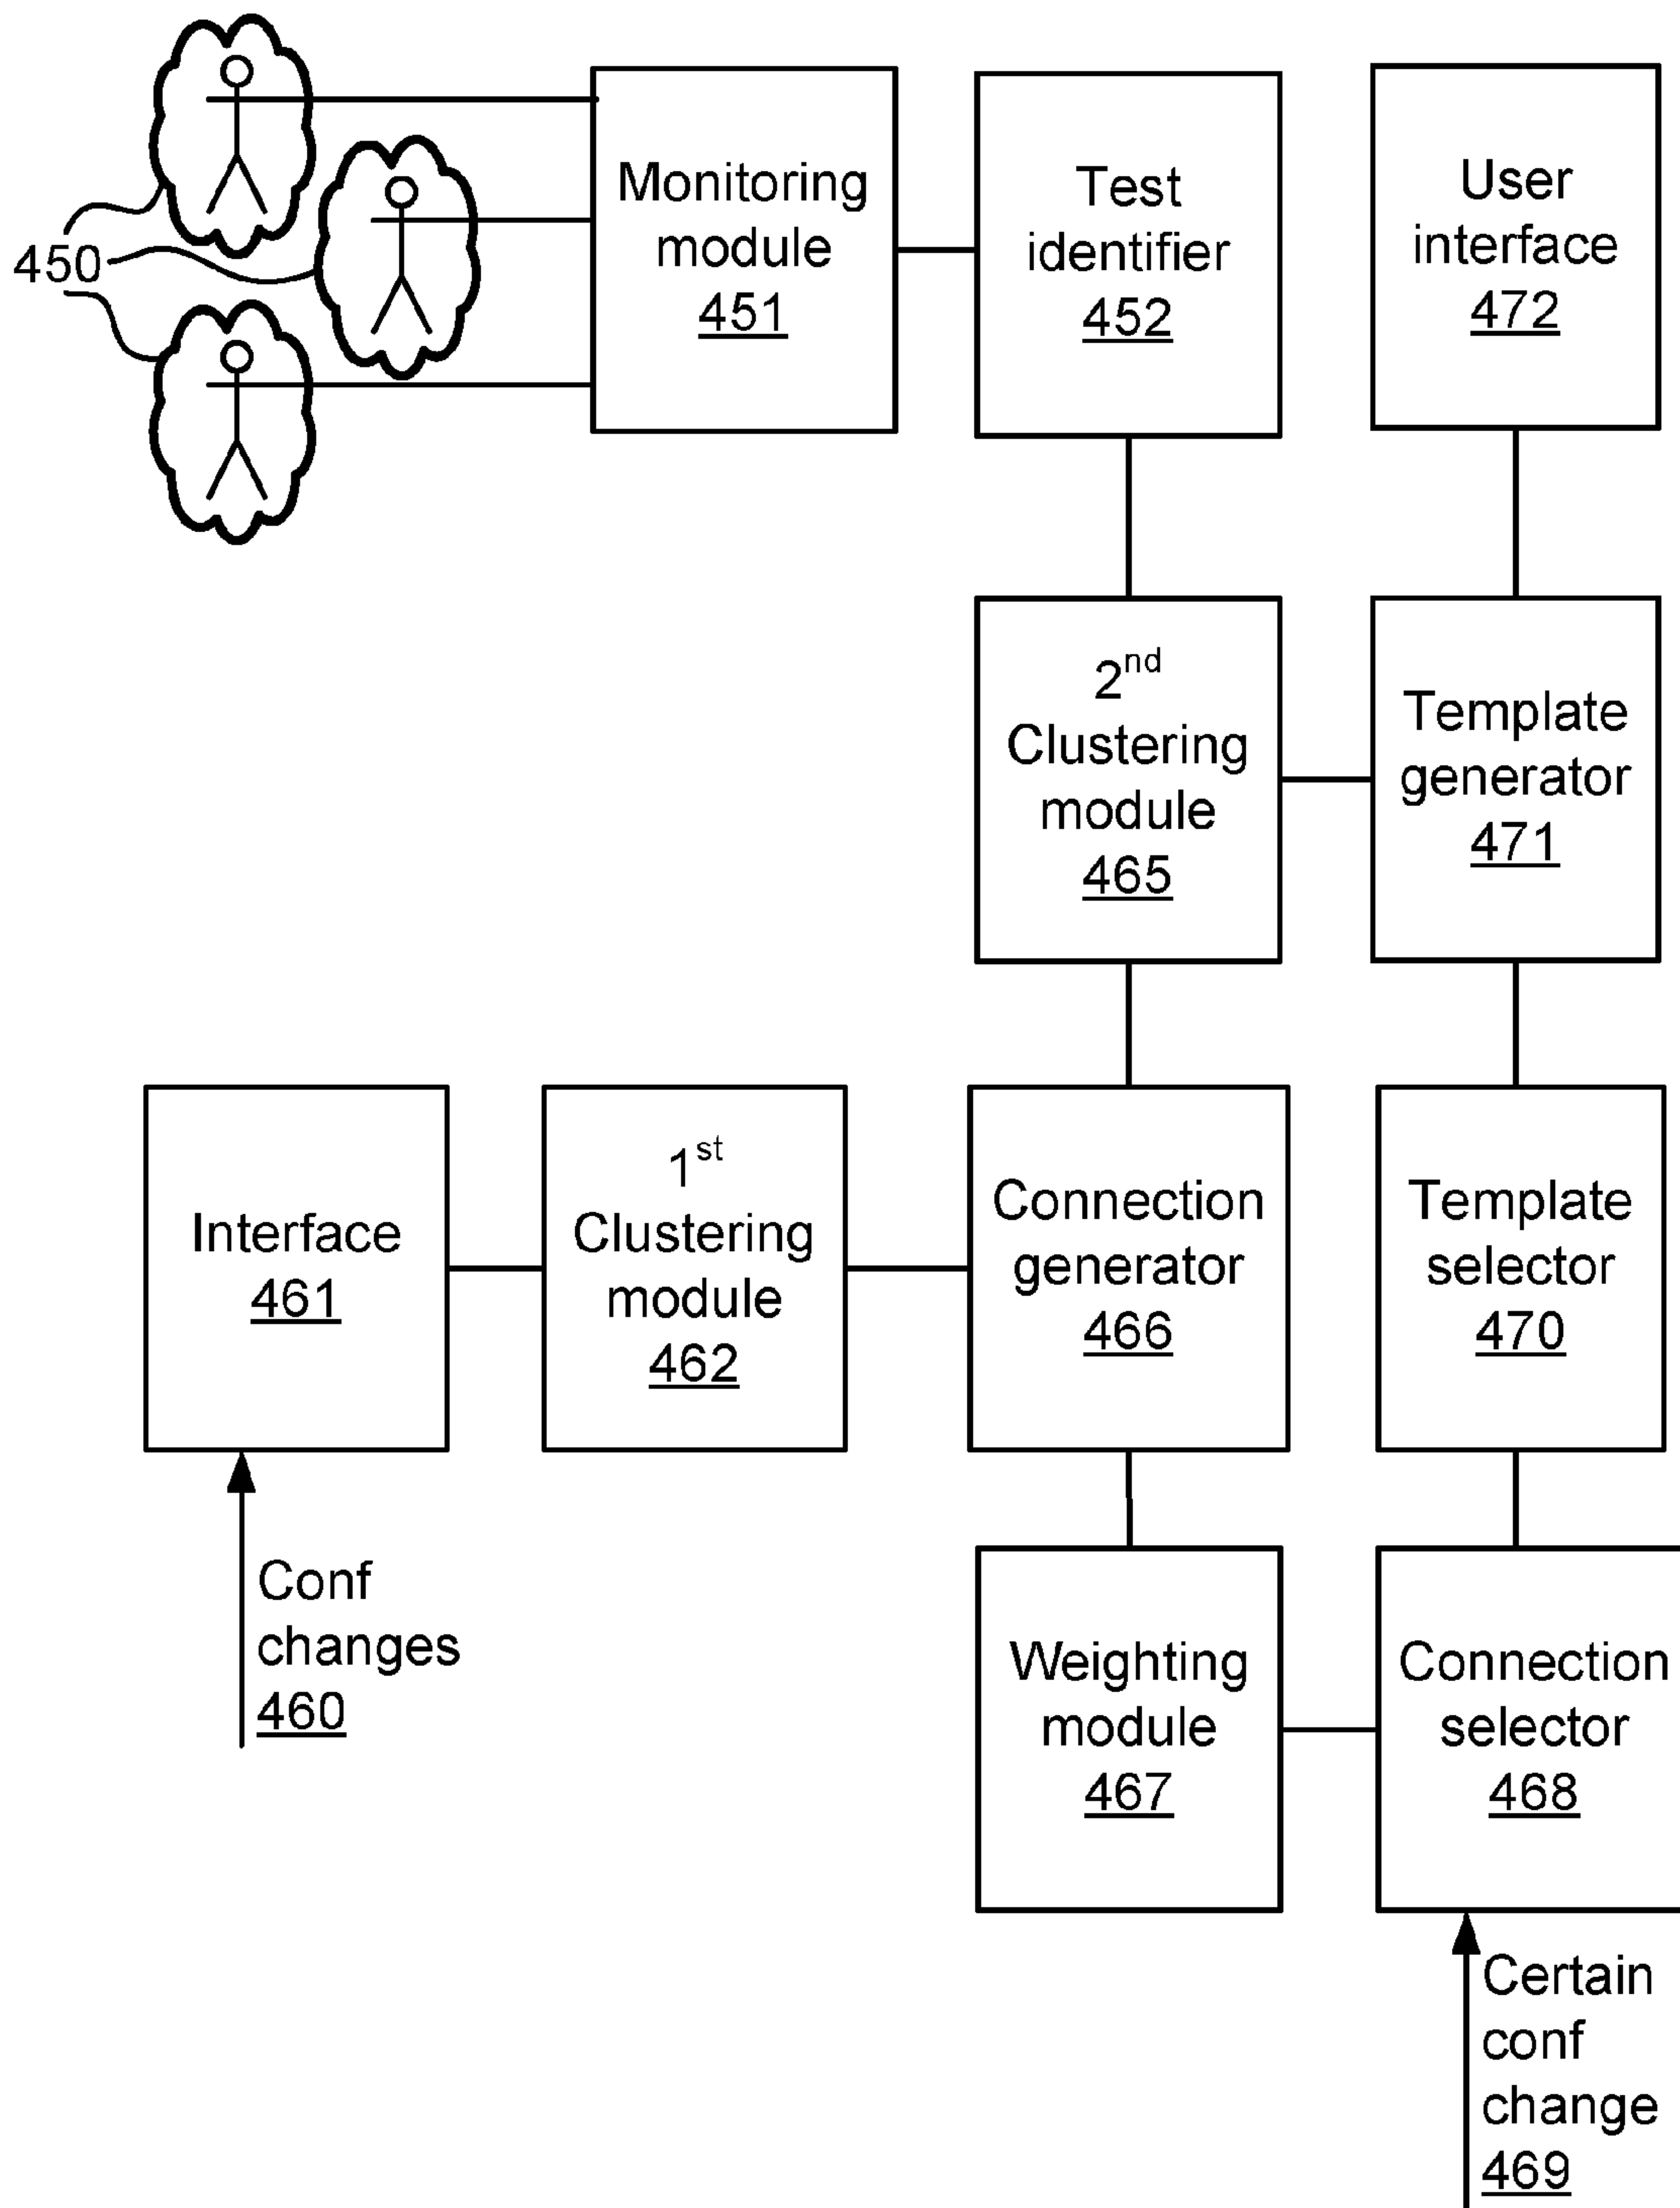 450
Monitoring
module
451
Test
identifier
452
User
interface
472
2nd
Clustering
module
465
Template
generator
471
Interface
461
1st
Clustering
module
462
Connection
generator
466
Template
selector
470
Conf
changes
460
Weighting
module
467
Connection
selector
468
Certain
conf
change
469